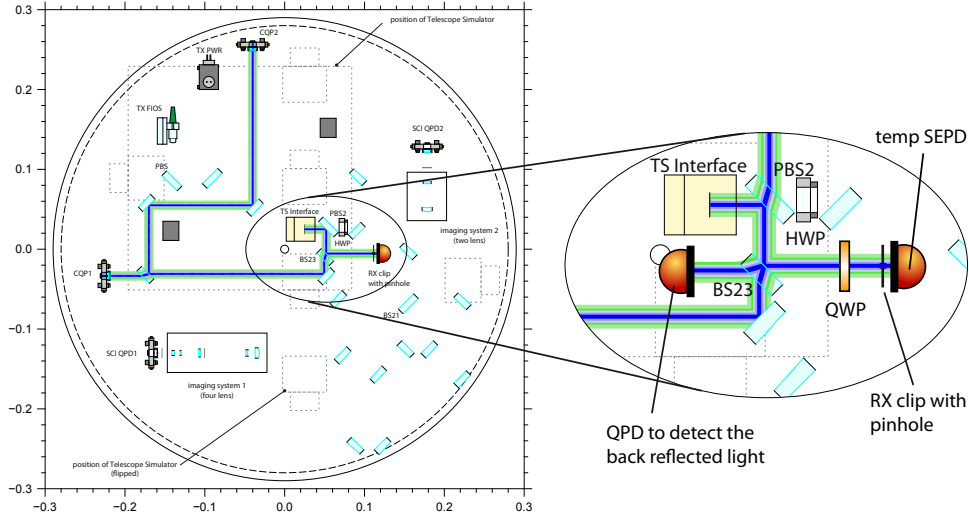 0.3
0.2
0.1
0.0
−0.1
−0.2
−0.3
−0.3
−0.2
−0.1
0.0
0.1
0.2
0.3
CQP2
position of Telescope Simulator
TX PWR
TX FIOS
PBS
SCI QPD2
imaging system 2
(two lens)
TS Interface
PBS2
HWP
BS23
RX clip
with pinhole
CQP1
BS21
SCI QPD1
imaging system 1
(four lens)
position of Telescope Simulator
(flipped)
temp SEPD
TS Interface
PBS2
HWP
BS23
QWP
RX clip with
pinhole
QPD to detect the
back reflected light